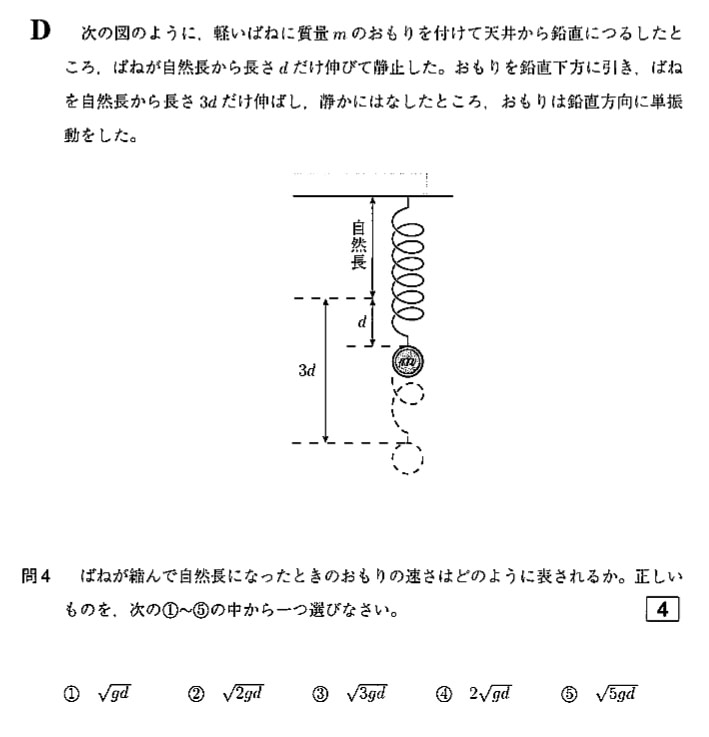 D 次の図のように，軽いばねに質量 m のおもりを付けて天井から鉛直につるしたと
ころ，ばねが自然長から長さ d だけ伸びて静止した。おもりを鉛直下方に引き，ばね
を自然長から長さ 3d だけ伸ばし，静かにはなしたところ，おもりは鉛直方向に単振
動をした。
自然長
d
m
3d
問4 ばねが縮んで自然長になったときのおもりの速さはどのように表されるか。正しい
ものを，次の①〜⑤の中から一つ選びなさい。 4
① √gd ② √2gd ③ √3gd ④ 2√gd ⑤ √5gd